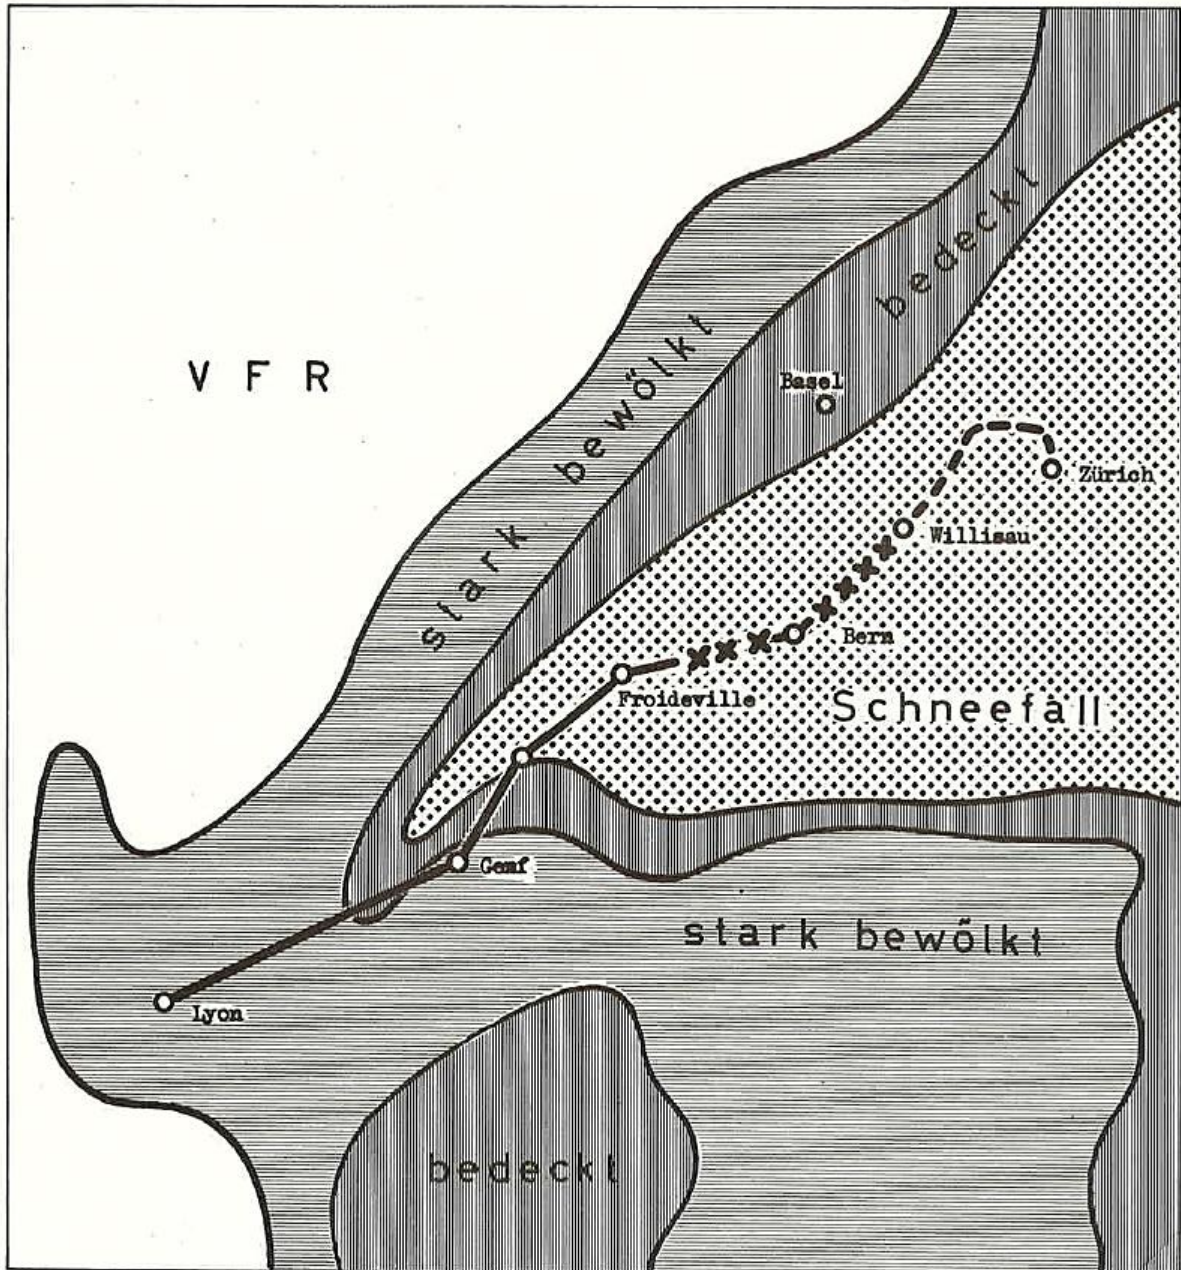 bedeckt
stark bewölkt
V F R
Basel
Zürich
Willisau
Bern
Froideville
Schneefall
Genf
stark bewölkt
Lyon
bedeckt